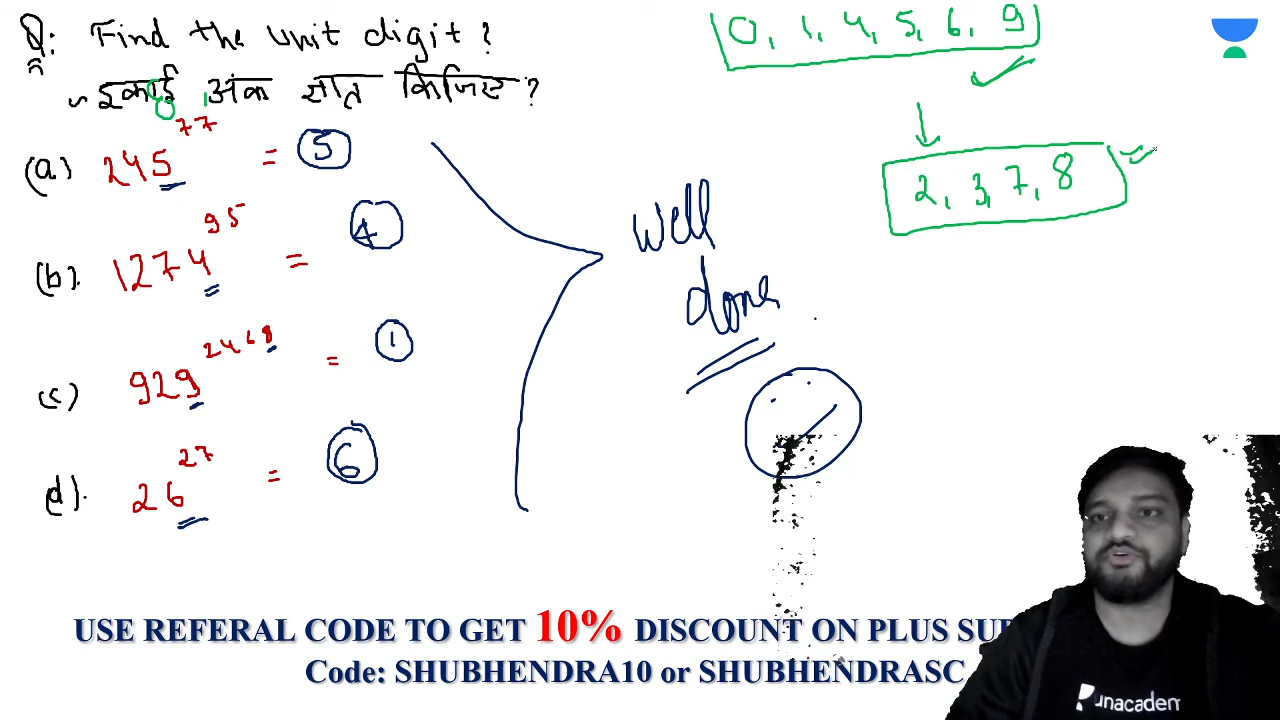 Q: Find the unit digit?
इकाई अंक ज्ञात किजिए?
(a) 245^77 = 5
(b). 1274^95 = 4
(c) 929^2468 = 1
(d). 26^27 = 6
well
done
0, 1, 4, 5, 6, 9
2, 3, 7, 8
USE REFERAL CODE TO GET 10% DISCOUNT ON PLUS
Code: SHUBHENDRA10 or SHUBHENDRASC
unacadem